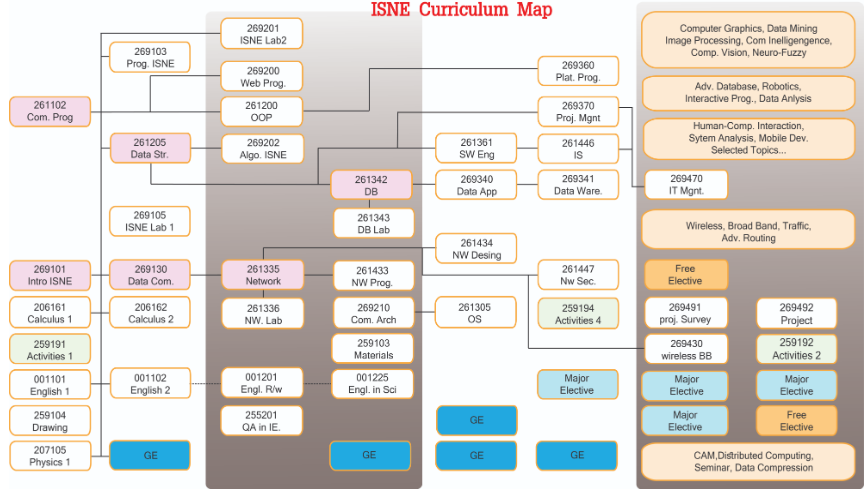 ISNE Curriculum Map
269201
ISNE Lab2
269103
Prog. ISNE
269200
Web Prog.
269360
Plat. Prog.
Computer Graphics, Data Mining
Image Processing, Com Inelligengence,
Comp. Vision, Neuro-Fuzzy
261102
Com. Prog
261200
OOP
269370
Proj. Mgnt
Adv. Database, Robotics,
Interactive Prog., Data Anlysis
261205
Data Str.
269202
Algo. ISNE
261361
SW Eng
261446
IS
Human-Comp. Interaction,
Sytem Analysis, Mobile Dev.
Selected Topics...
261342
DB
269340
Data App
269341
Data Ware.
269470
IT Mgnt.
269105
ISNE Lab 1
261343
DB Lab
Wireless, Broad Band, Traffic,
Adv. Routing
261434
NW Desing
269101
Intro ISNE
269130
Data Com.
261335
Network
261433
NW Prog.
261447
Nw Sec.
Free
Elective
206161
Calculus 1
206162
Calculus 2
261336
NW. Lab
269210
Com. Arch
261305
OS
259194
Activities 4
269491
proj. Survey
269492
Project
259191
Activities 1
259103
Materials
269430
wireless BB
259192
Activities 2
001101
English 1
001102
English 2
001201
Engl. R/w
001225
Engl. in Sci
Major
Elective
Major
Elective
Major
Elective
259104
Drawing
255201
QA in IE.
GE
Major
Elective
Free
Elective
207105
Physics 1
GE
GE
GE
GE
CAM,Distributed Computing,
Seminar, Data Compression